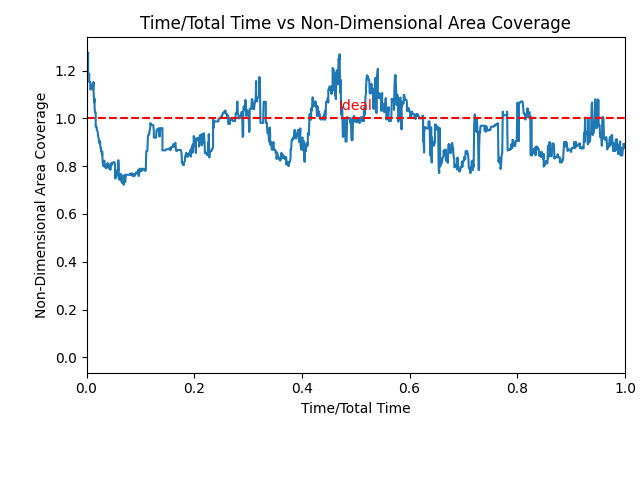 Time/Total Time vs Non-Dimensional Area Coverage
Non-Dimensional Area Coverage
1.2
1.0
0.8
0.6
0.4
0.2
0.0
Ideal
0.0 0.2 0.4 0.6 0.8 1.0
Time/Total Time